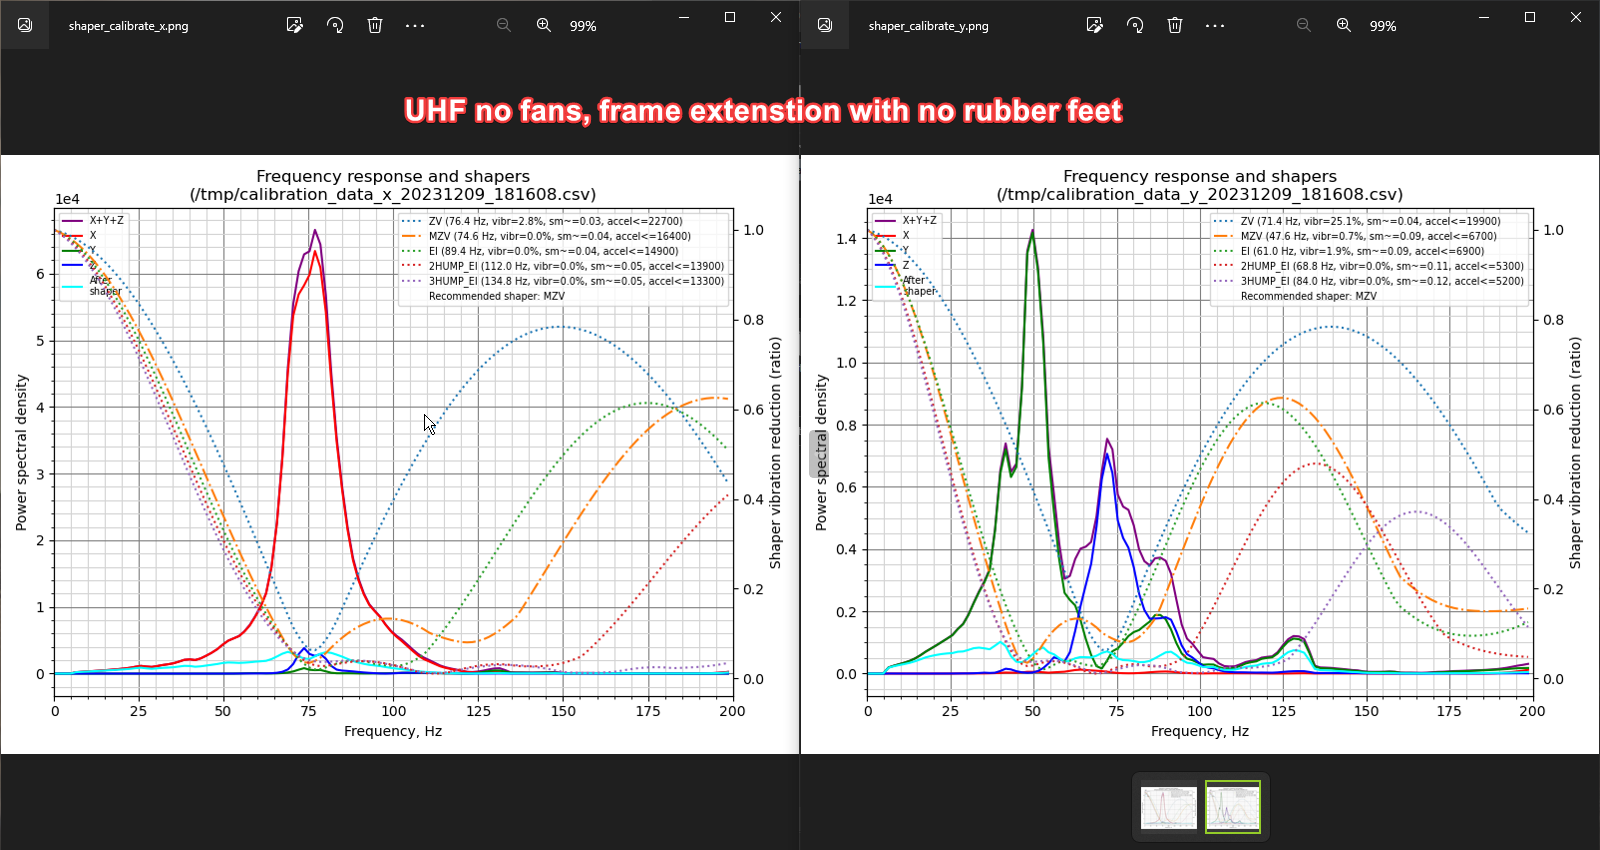 shaper_calibrate_x.png
99%
shaper_calibrate_y.png
99%
UHF no fans, frame extenstion with no rubber feet
Frequency response and shapers
(/tmp/calibration_data_x_20231209_181608.csv)
1e4
X+Y+Z
X
Y
Z
After
shaper
ZV (76.4 Hz, vibr=2.8%, sm~=0.03, accel<=22700)
MZV (74.6 Hz, vibr=0.0%, sm~=0.04, accel<=16400)
EI (89.4 Hz, vibr=0.0%, sm~=0.04, accel<=14900)
2HUMP_EI (112.0 Hz, vibr=0.0%, sm~=0.05, accel<=13900)
3HUMP_EI (134.8 Hz, vibr=0.0%, sm~=0.05, accel<=13300)
Recommended shaper: MZV
6
5
4
3
2
1
0
Power spectral density
1.0
0.8
0.6
0.4
0.2
0.0
Shaper vibration reduction (ratio)
0 25 50 75 100 125 150 175 200
Frequency, Hz
Frequency response and shapers
(/tmp/calibration_data_y_20231209_181608.csv)
1e4
X+Y+Z
X
Y
Z
After
shaper
ZV (71.4 Hz, vibr=25.1%, sm~=0.04, accel<=19900)
MZV (47.6 Hz, vibr=0.7%, sm~=0.09, accel<=6700)
EI (61.0 Hz, vibr=1.9%, sm~=0.09, accel<=6900)
2HUMP_EI (68.8 Hz, vibr=0.0%, sm~=0.11, accel<=5300)
3HUMP_EI (84.0 Hz, vibr=0.0%, sm~=0.12, accel<=5200)
Recommended shaper: MZV
1.4
1.2
1.0
0.8
0.6
0.4
0.2
0.0
Power spectral density
1.0
0.8
0.6
0.4
0.2
0.0
Shaper vibration reduction (ratio)
0 25 50 75 100 125 150 175 200
Frequency, Hz